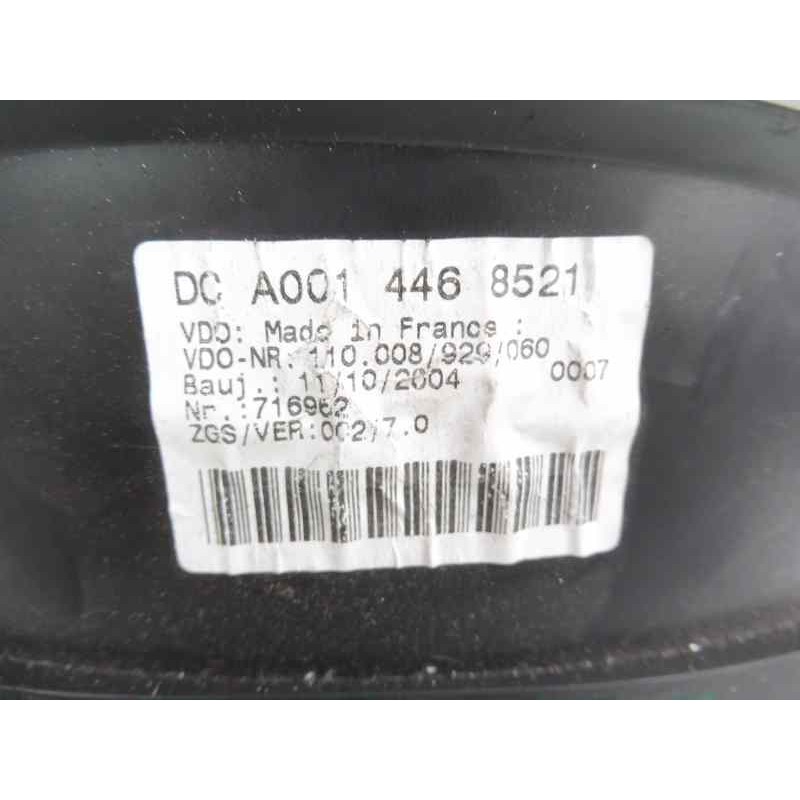 DC A001 446 8521
VDO: Made in France :
VDO-NR. 110.008/929/060
Bauj.: 11/10/2004 0007
Nr.:716962
ZGS/VER:002/7.0